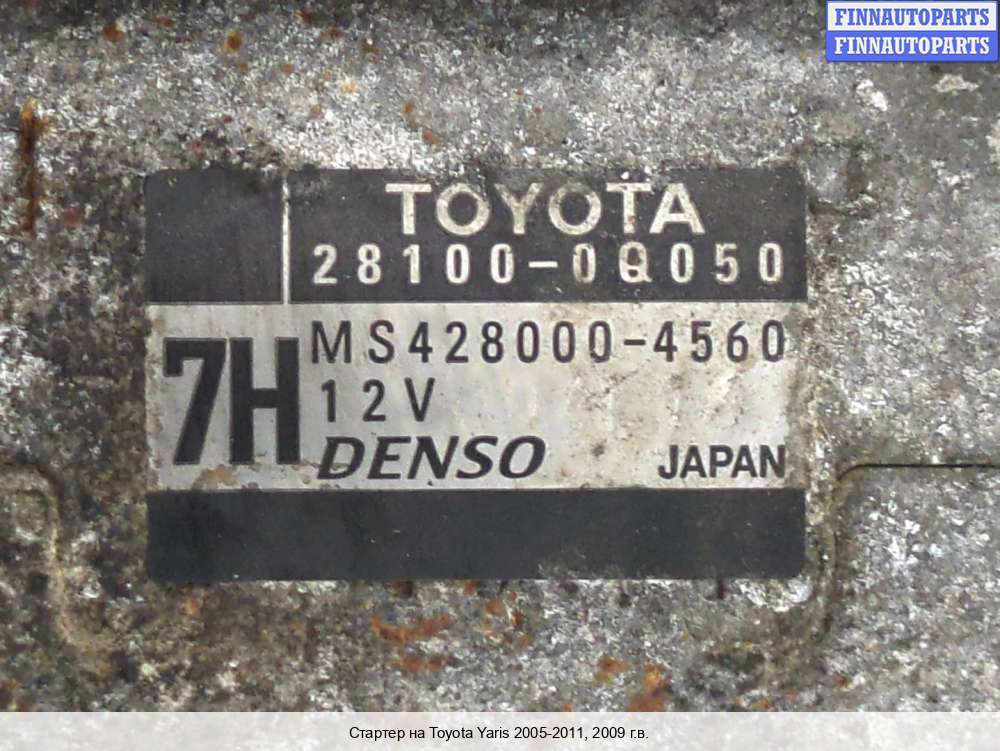 FINNAUTOPARTS
FINNAUTOPARTS
TOYOTA
28100-0Q050
7H
MS428000-4560
12V
DENSO JAPAN
Стартер на Toyota Yaris 2005-2011, 2009 г.в.